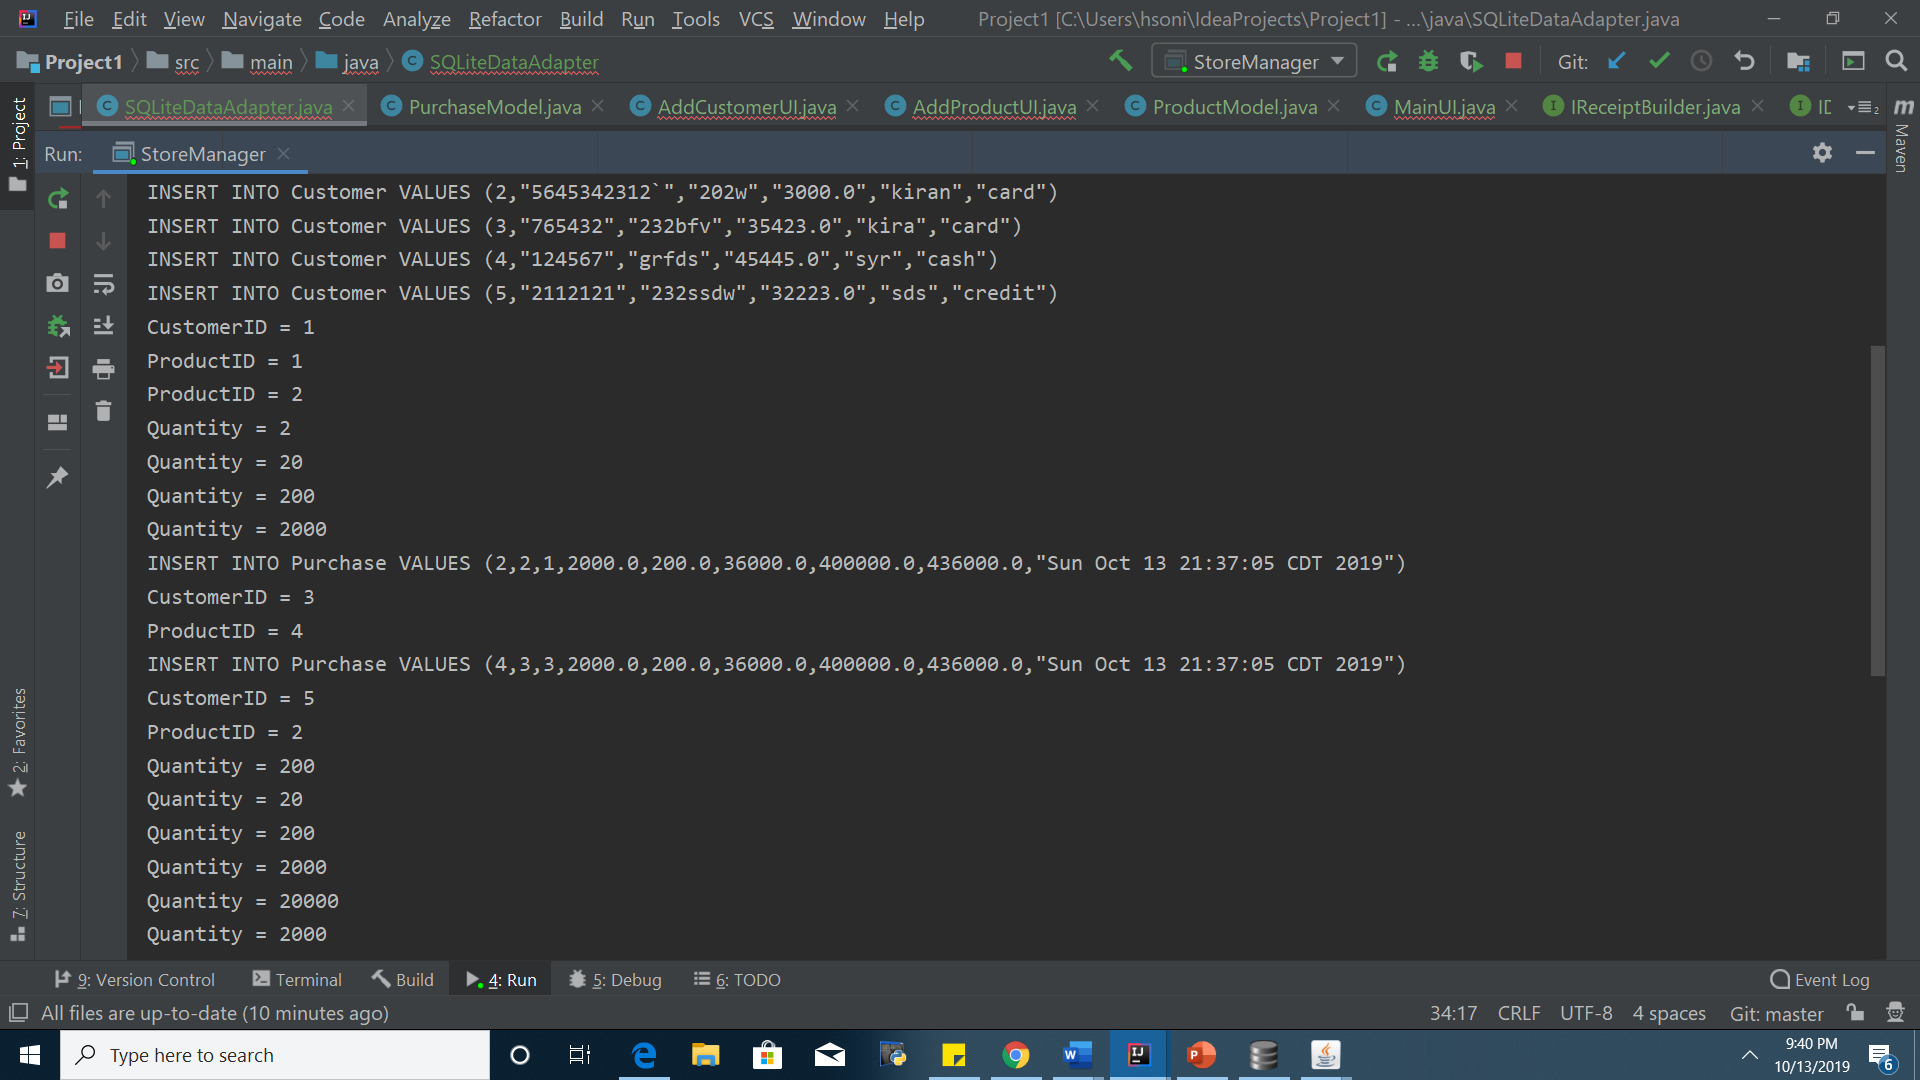 File Edit View Navigate Code Analyze Refactor Build Run Tools VCS Window Help Project1 [C:\Users\hsoni\IdeaProjects\Project1] - ...\java\SQLiteDataAdapter.java
Project1 src main java SQLiteDataAdapter StoreManager Git:
SQLiteDataAdapter.java PurchaseModel.java AddCustomerUI.java AddProductUI.java ProductModel.java MainUI.java IReceiptBuilder.java
1: Project
Maven
Run: StoreManager
INSERT INTO Customer VALUES (2,"5645342312`","202w","3000.0","kiran","card")
INSERT INTO Customer VALUES (3,"765432","232bfv","35423.0","kira","card")
INSERT INTO Customer VALUES (4,"124567","grfds","45445.0","syr","cash")
INSERT INTO Customer VALUES (5,"2112121","232ssdw","32223.0","sds","credit")
CustomerID = 1
ProductID = 1
ProductID = 2
Quantity = 2
Quantity = 20
Quantity = 200
Quantity = 2000
INSERT INTO Purchase VALUES (2,2,1,2000.0,200.0,36000.0,400000.0,436000.0,"Sun Oct 13 21:37:05 CDT 2019")
CustomerID = 3
ProductID = 4
INSERT INTO Purchase VALUES (4,3,3,2000.0,200.0,36000.0,400000.0,436000.0,"Sun Oct 13 21:37:05 CDT 2019")
CustomerID = 5
ProductID = 2
Quantity = 200
Quantity = 20
Quantity = 200
Quantity = 2000
Quantity = 20000
Quantity = 2000
2: Favorites
7: Structure
9: Version Control Terminal Build 4: Run 5: Debug 6: TODO Event Log
All files are up-to-date (10 minutes ago) 34:17 CRLF UTF-8 4 spaces Git: master
Type here to search
9:40 PM
10/13/2019
6